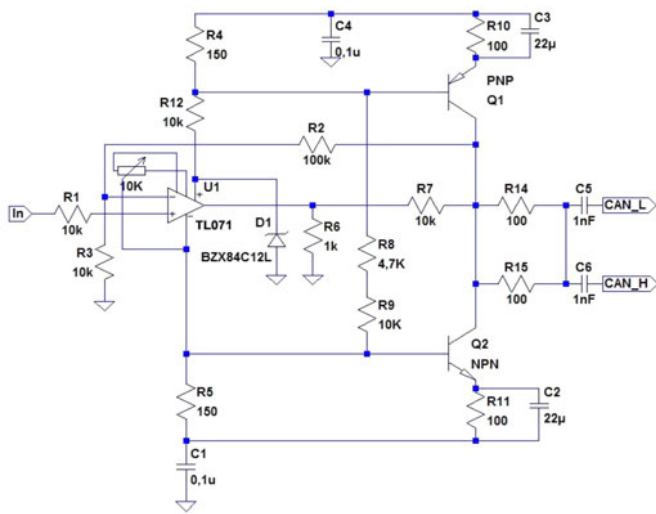 R4
150
C4
0,1u
R10
100
C3
22µ
PNP
Q1
R12
10k
R2
100k
10K
U1
TL071
In
R1
10k
R3
10k
D1
BZX84C12L
R6
1k
R7
10k
R14
100
C5
1nF
CAN_L
R8
4,7K
R9
10K
R15
100
C6
1nF
CAN_H
Q2
NPN
R5
150
R11
100
C2
22µ
C1
0,1u